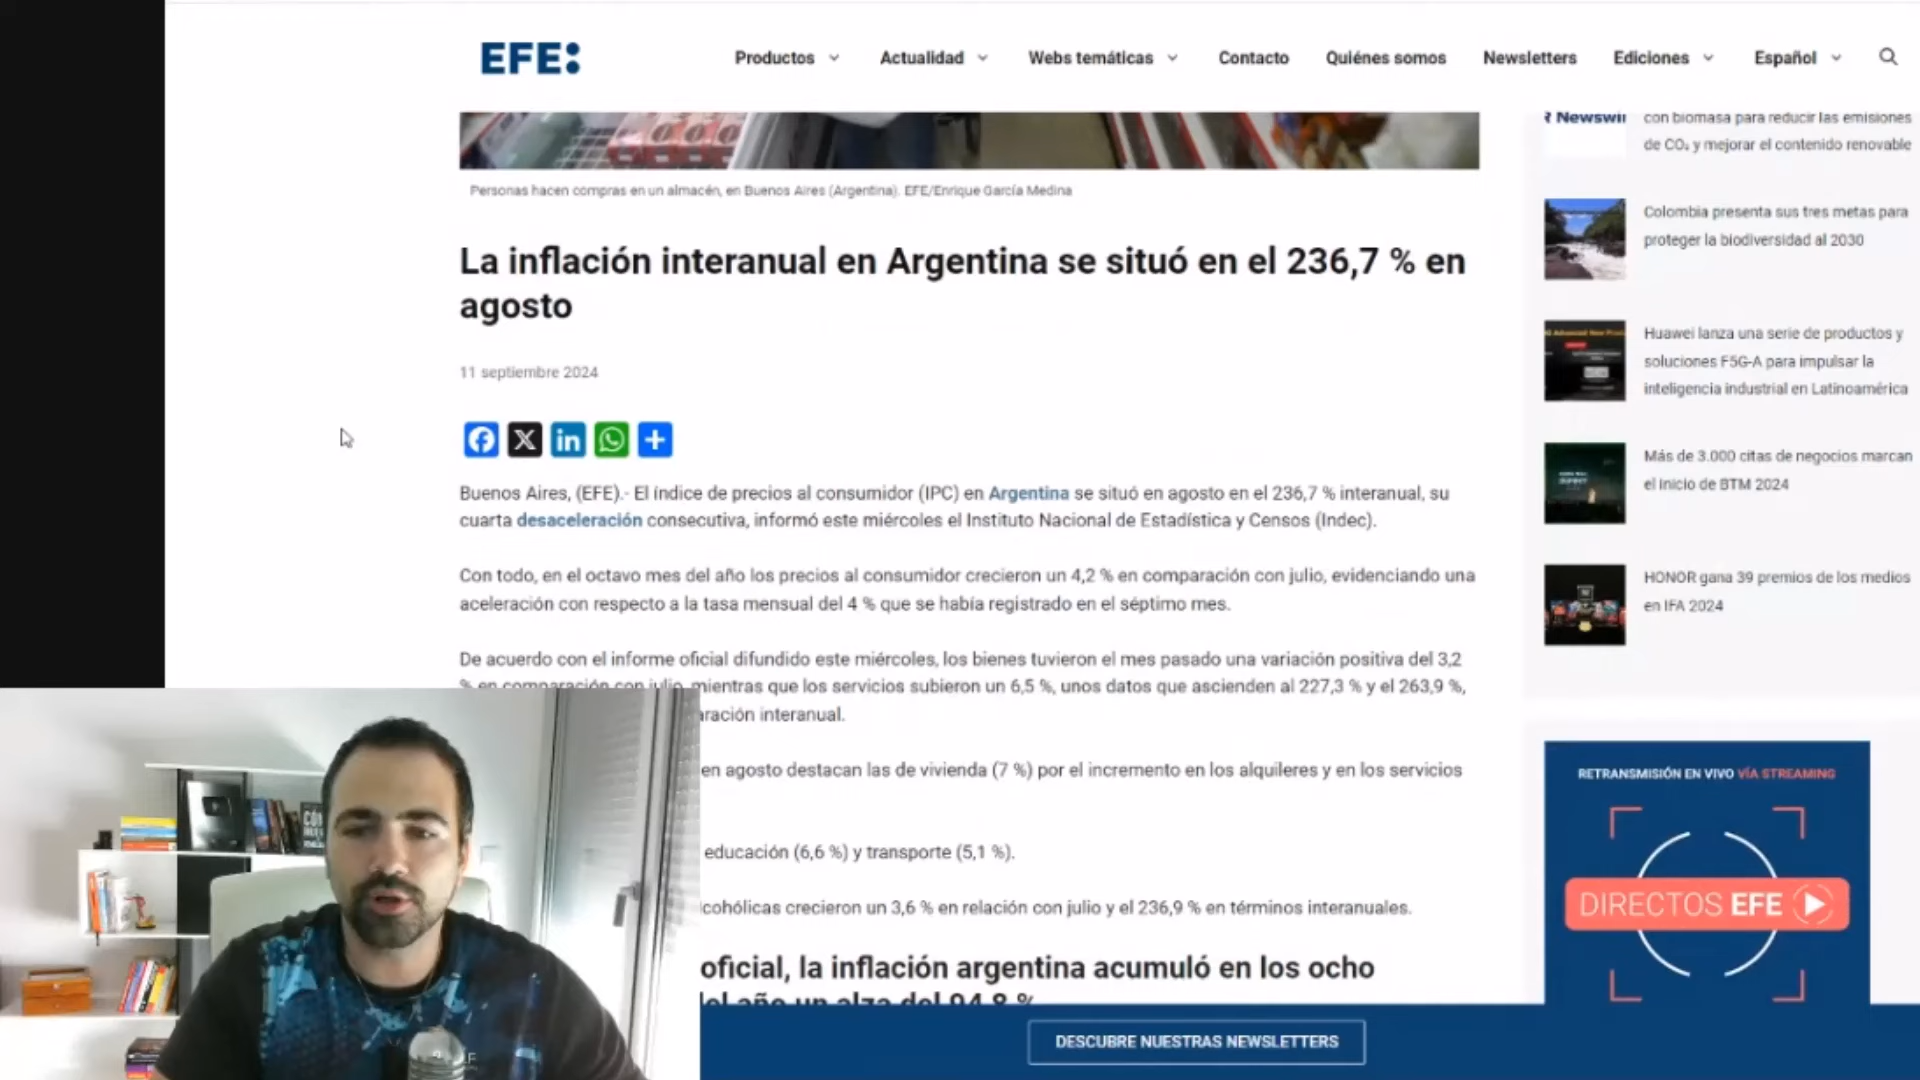 EFE:
Productos
Actualidad
Webs temáticas
Contacto
Quiénes somos
Newsletters
Ediciones
Español
Personas hacen compras en un almacén, en Buenos Aires (Argentina). EFE/Enrique García Medina
La inflación interanual en Argentina se situó en el 236,7 % en
agosto
11 septiembre 2024
Buenos Aires, (EFE).- El índice de precios al consumidor (IPC) en Argentina se situó en agosto en el 236,7 % interanual, su
cuarta desaceleración consecutiva, informó este miércoles el Instituto Nacional de Estadística y Censos (Indec).
Con todo, en el octavo mes del año los precios al consumidor crecieron un 4,2 % en comparación con julio, evidenciando una
aceleración con respecto a la tasa mensual del 4 % que se había registrado en el séptimo mes.
De acuerdo con el informe oficial difundido este miércoles, los bienes tuvieron el mes pasado una variación positiva del 3,2
% en comparación con julio, mientras que los servicios subieron un 6,5 %, unos datos que ascienden al 227,3 % y el 263,9 %,
aración interanual.
en agosto destacan las de vivienda (7 %) por el incremento en los alquileres y en los servicios
educación (6,6 %) y transporte (5,1 %).
cohólicas crecieron un 3,6 % en relación con julio y el 236,9 % en términos interanuales.
oficial, la inflación argentina acumuló en los ocho
del año un alza del 94,8 %
DESCUBRE NUESTRAS NEWSLETTERS
R Newswi
con biomasa para reducir las emisiones
de CO₂ y mejorar el contenido renovable
Colombia presenta sus tres metas para
proteger la biodiversidad al 2030
Huawei lanza una serie de productos y
soluciones F5G-A para impulsar la
inteligencia industrial en Latinoamérica
Más de 3.000 citas de negocios marcan
el inicio de BTM 2024
HONOR gana 39 premios de los medios
en IFA 2024
RETRANSMISIÓN EN VIVO VÍA STREAMING
DIRECTOS EFE